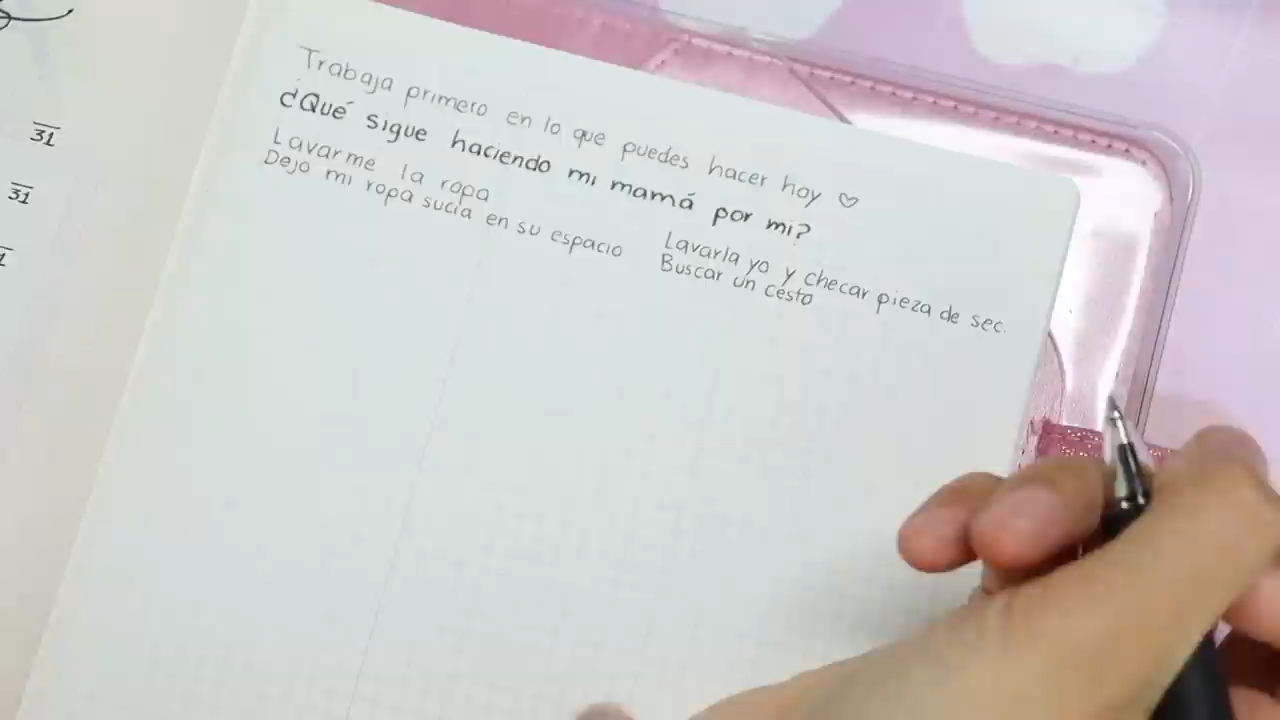 Trabaja primero en lo que puedes hacer hoy ♡
¿Qué sigue haciendo mi mamá por mi?
Lavarme la ropa
Dejo mi ropa sucia en su espacio
Lavarla yo y checar pieza de sec.
Buscar un cesto
31
31